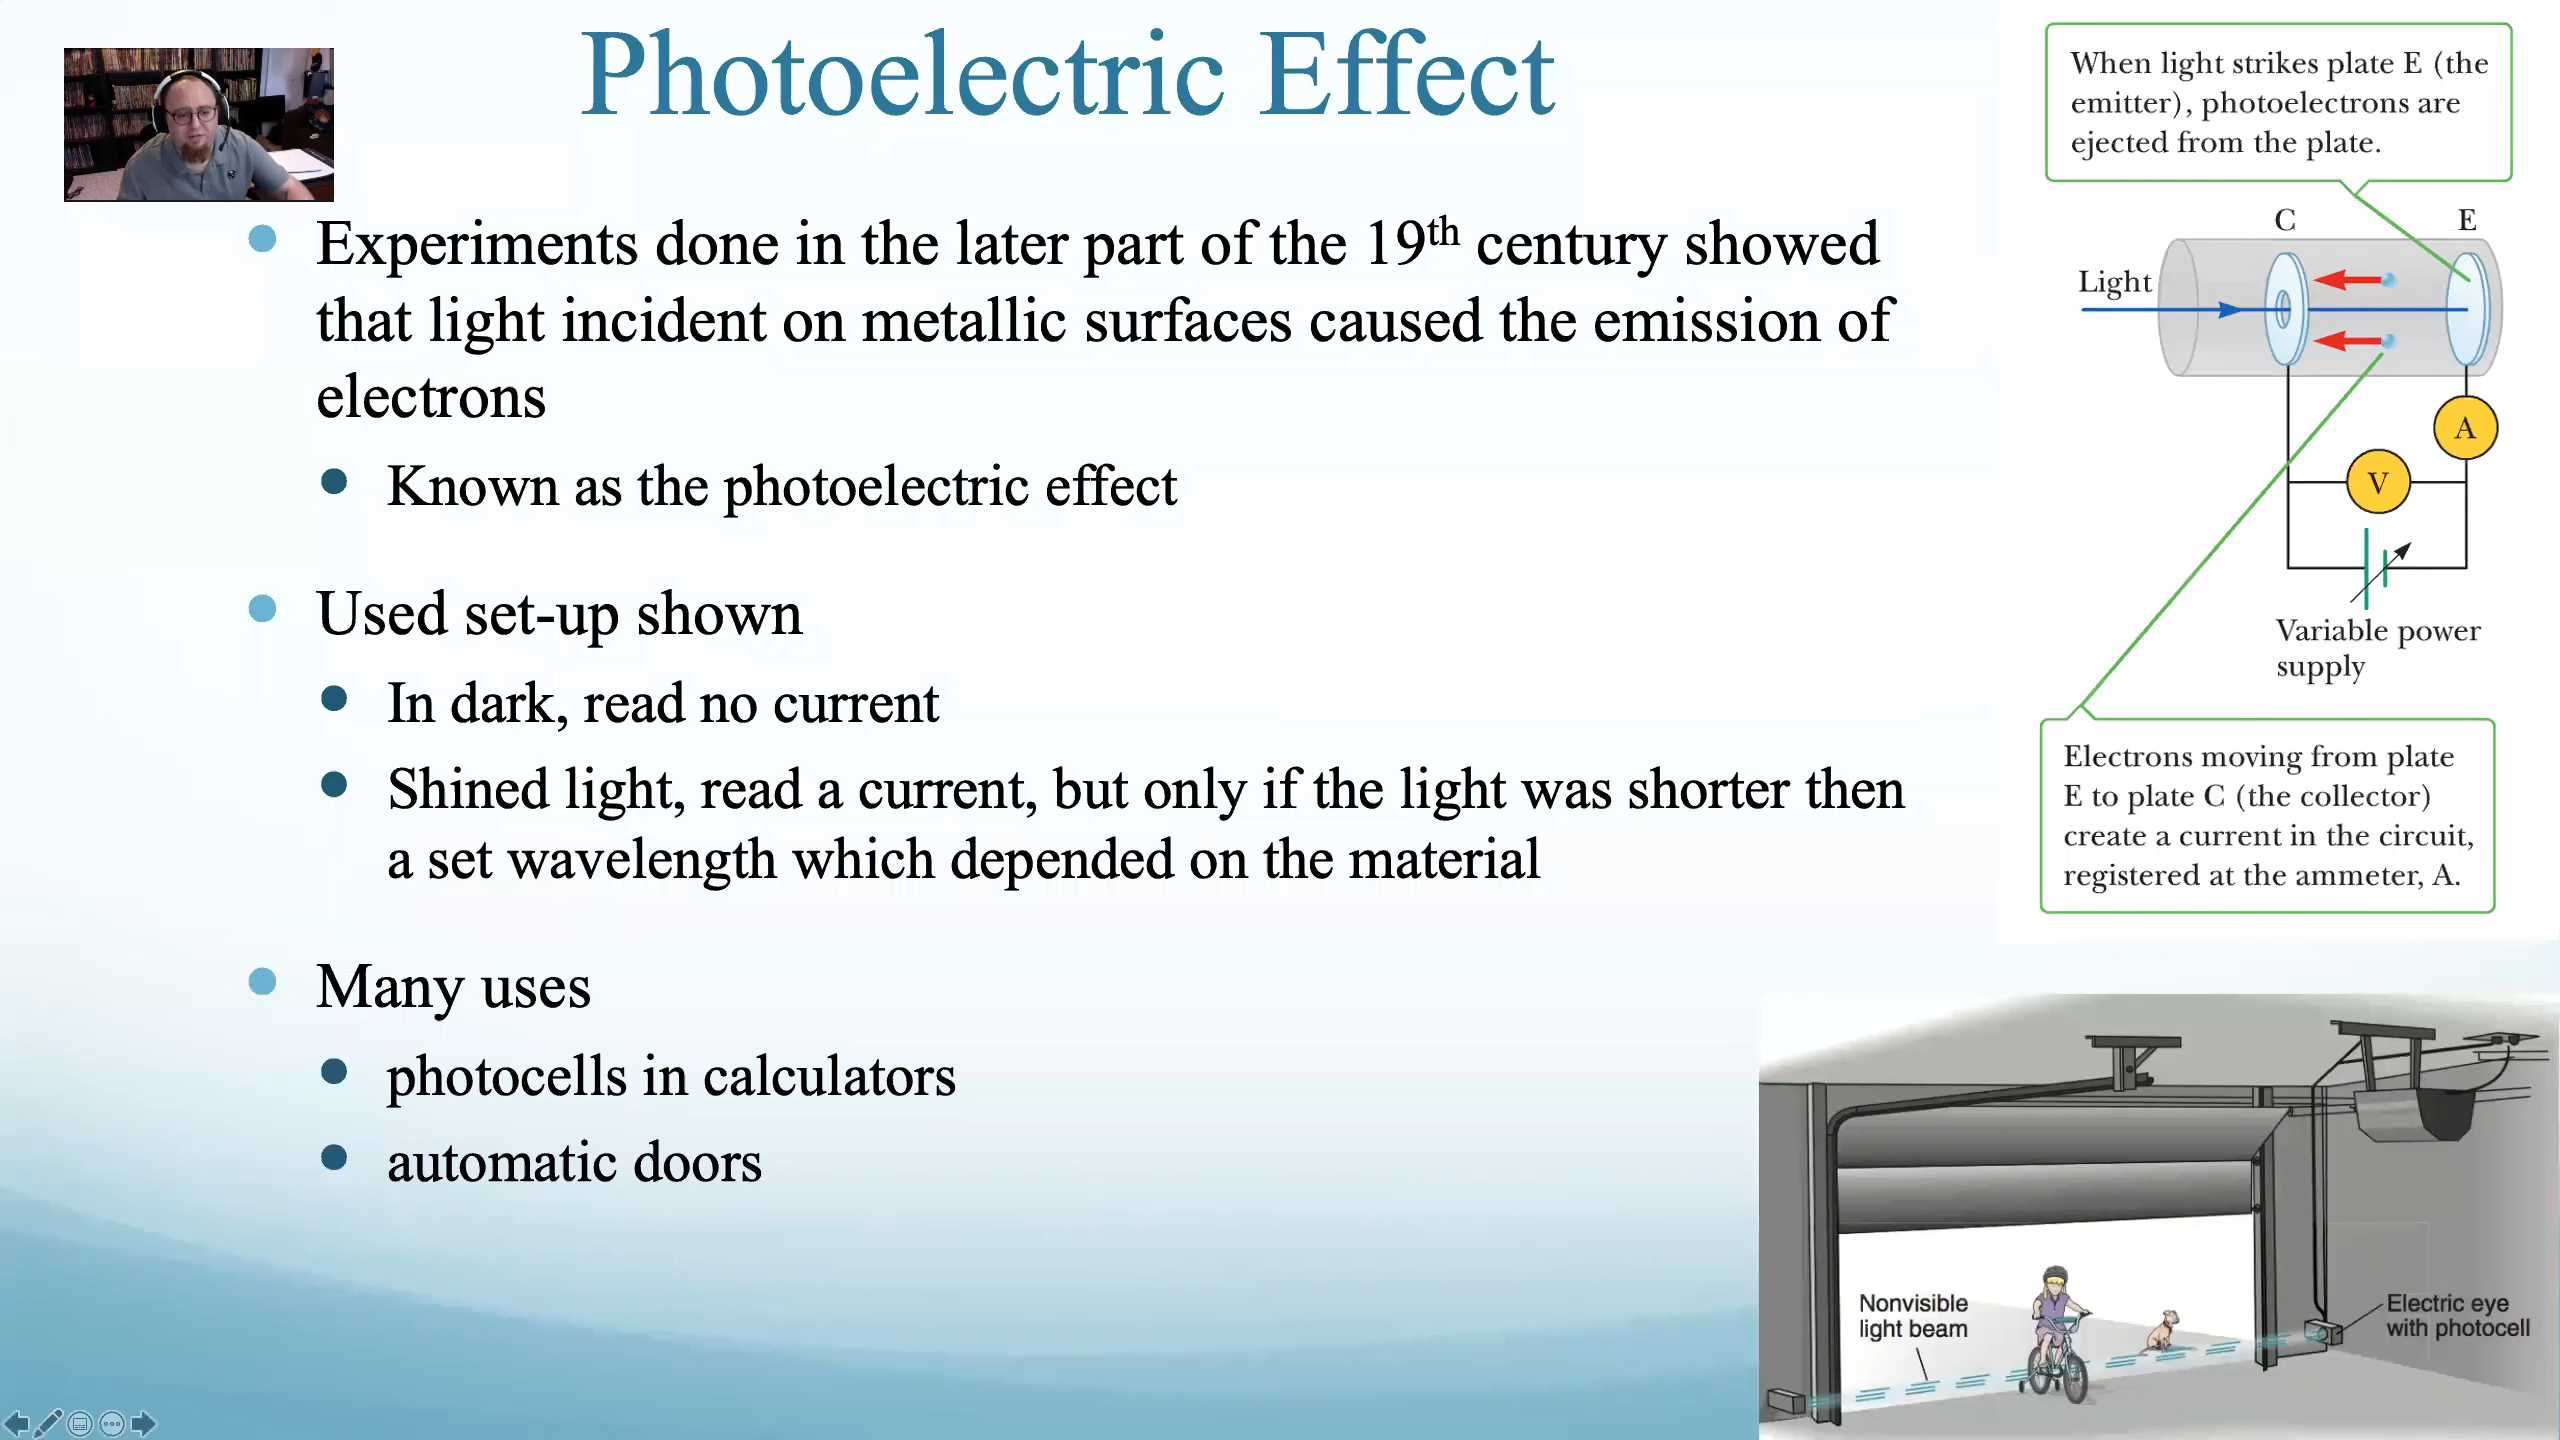 Photoelectric Effect
Experiments done in the later part of the 19th century showed
that light incident on metallic surfaces caused the emission of
electrons
Known as the photoelectric effect
Used set-up shown
In dark, read no current
Shined light, read a current, but only if the light was shorter then
a set wavelength which depended on the material
Many uses
photocells in calculators
automatic doors
When light strikes plate E (the
emitter), photoelectrons are
ejected from the plate.
C
E
Light
A
V
Variable power
supply
Electrons moving from plate
E to plate C (the collector)
create a current in the circuit,
registered at the ammeter, A.
Nonvisible
light beam
Electric eye
with photocell